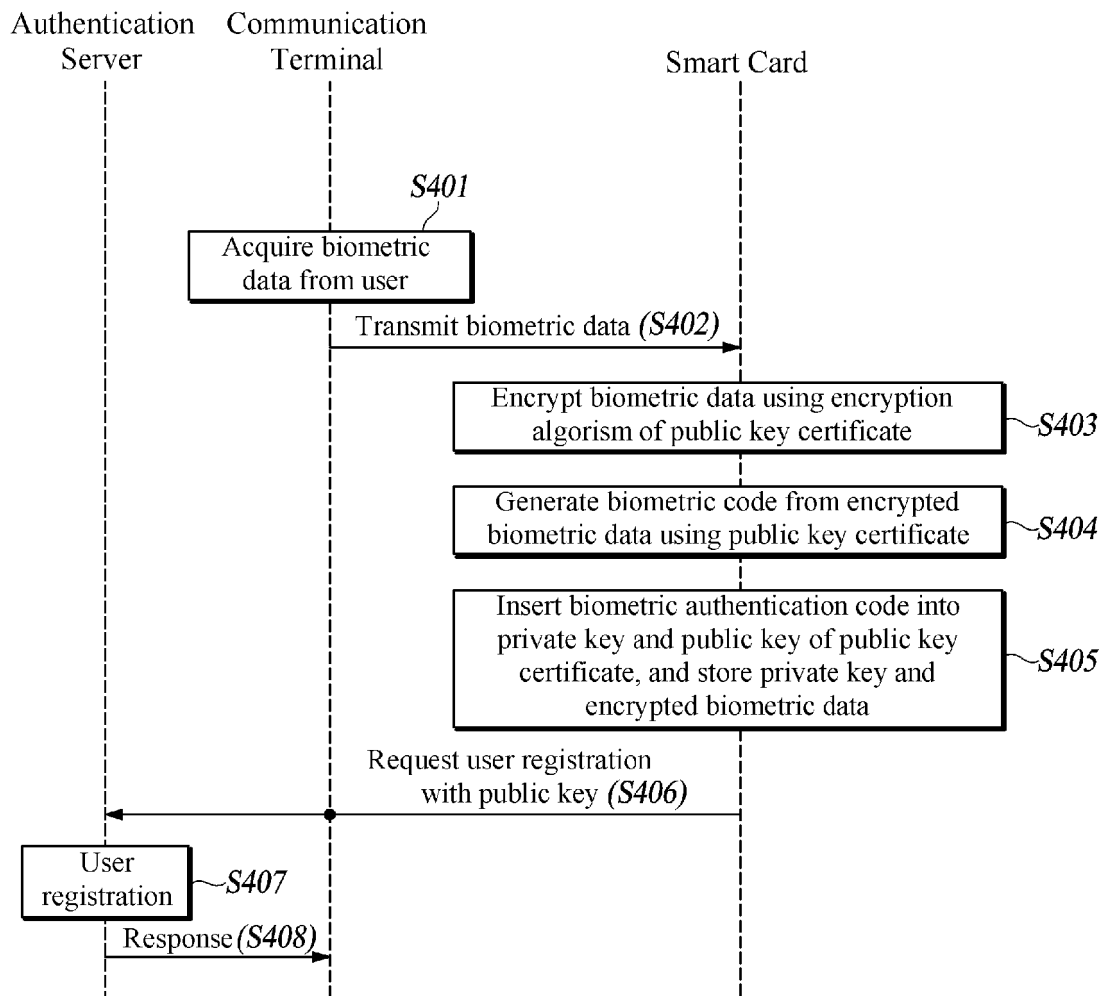 Authentication
Server
Communication
Terminal
Smart Card
S401
Acquire biometric
data from user
Transmit biometric data (S402)
Encrypt biometric data using encryption
algorism of public key certificate
S403
Generate biometric code from encrypted
biometric data using public key certificate
S404
Insert biometric authentication code into
private key and public key of public key
certificate, and store private key and
encrypted biometric data
S405
Request user registration
with public key (S406)
User
registration
S407
Response (S408)